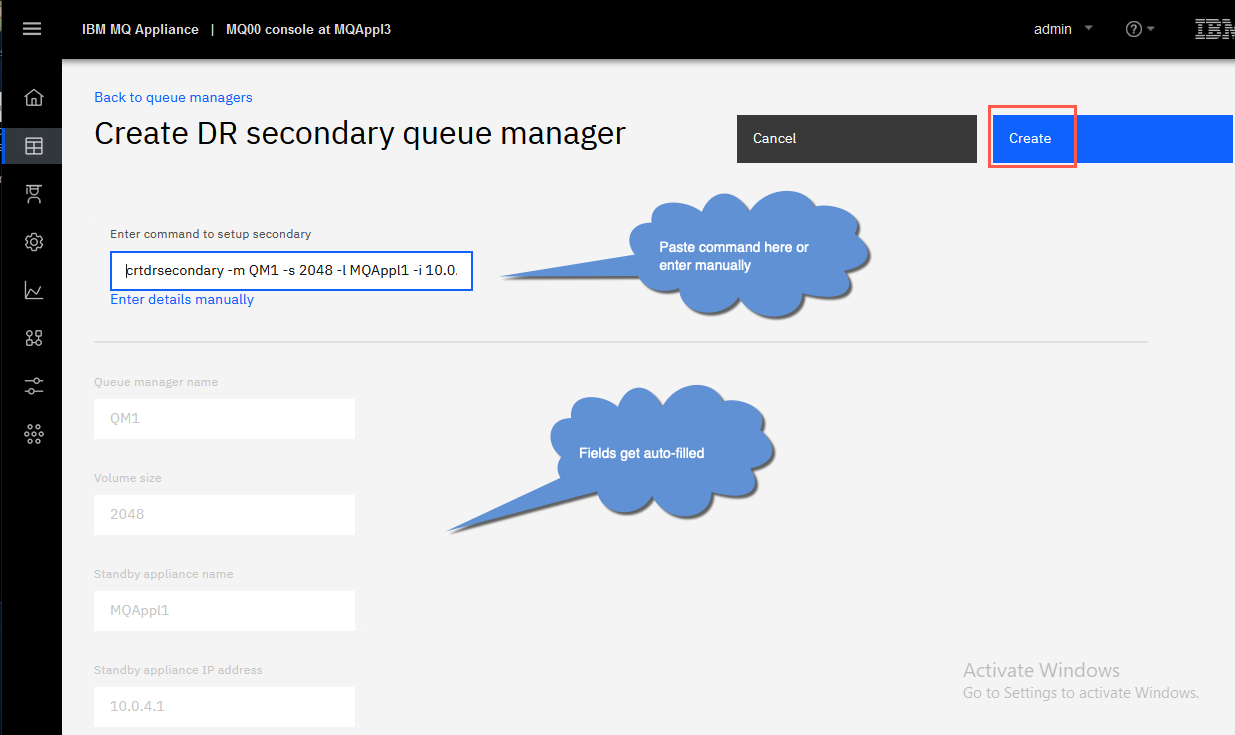 IBM MQ Appliance | MQ00 console at MQAppl3
admin
IBM
Back to queue managers
Create DR secondary queue manager
Cancel
Create
Enter command to setup secondary
crtdrsecondary -m QM1 -s 2048 -l MQAppl1 -i 10.0.
Enter details manually
Paste command here or
enter manually
Queue manager name
QM1
Fields get auto-filled
Volume size
2048
Standby appliance name
MQAppl1
Standby appliance IP address
10.0.4.1
Activate Windows
Go to Settings to activate Windows.